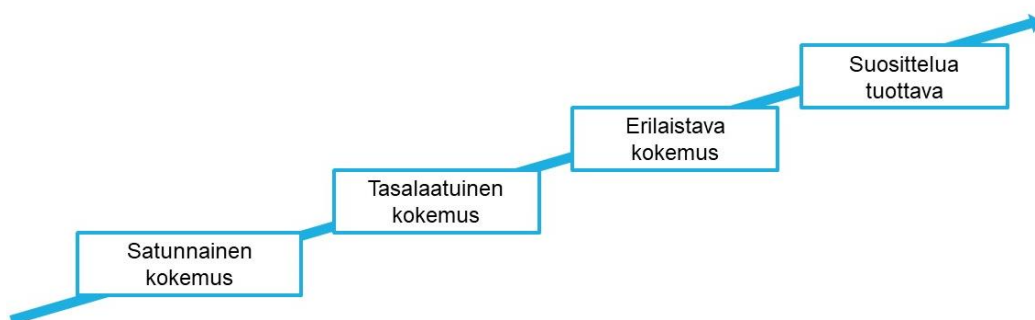 Suosittelua
tuottava
Erilaistava
kokemus
Tasalaatuinen
kokemus
Satunnainen
kokemus